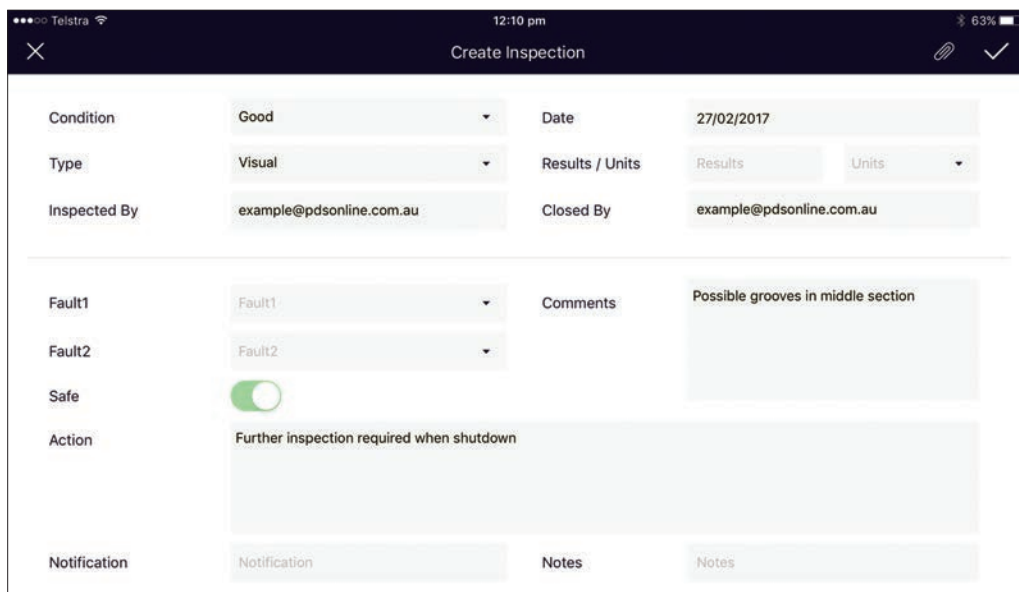 Telstra 12:10 pm 63%
Create Inspection
Condition Good Date 27/02/2017
Type Visual Results / Units Results Units
Inspected By example@pdsonline.com.au Closed By example@pdsonline.com.au
Fault1 Fault1 Comments Possible grooves in middle section
Fault2 Fault2
Safe
Action Further inspection required when shutdown
Notification Notification Notes Notes